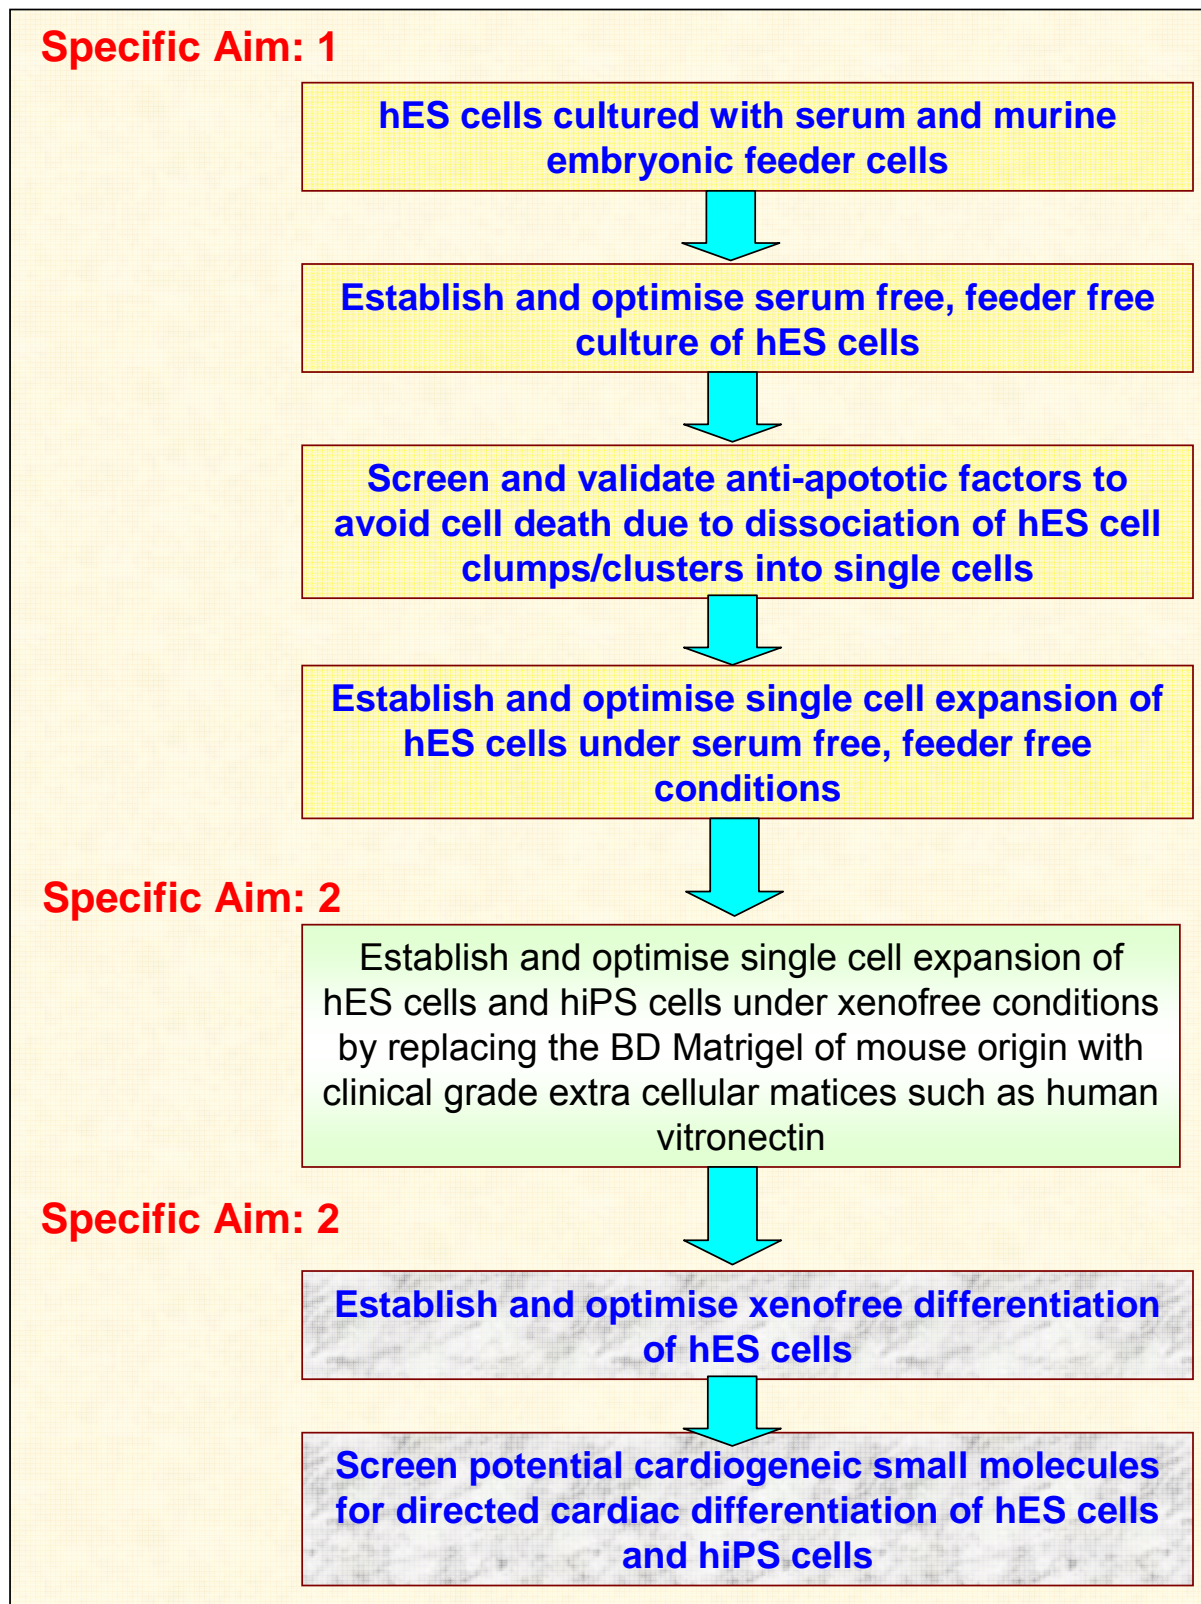 Specific Aim: 1
hES cells cultured with serum and murine
embryonic feeder cells
Establish and optimise serum free, feeder free
culture of hES cells
Screen and validate anti-apototic factors to
avoid cell death due to dissociation of hES cell
clumps/clusters into single cells
Establish and optimise single cell expansion of
hES cells under serum free, feeder free
conditions
Specific Aim: 2
Establish and optimise single cell expansion of
hES cells and hiPS cells under xenofree conditions
by replacing the BD Matrigel of mouse origin with
clinical grade extra cellular matices such as human
vitronectin
Specific Aim: 2
Establish and optimise xenofree differentiation
of hES cells
Screen potential cardiogeneic small molecules
for directed cardiac differentiation of hES cells
and hiPS cells